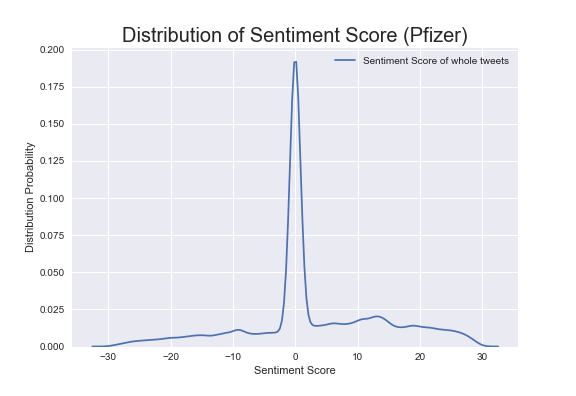 Distribution of Sentiment Score (Pfizer)
0.200
Sentiment Score of whole tweets
0.175
0.150
0.125
0.100
0.075
0.050
0.025
0.000
Distribution Probability
−30 −20 −10 0 10 20 30
Sentiment Score